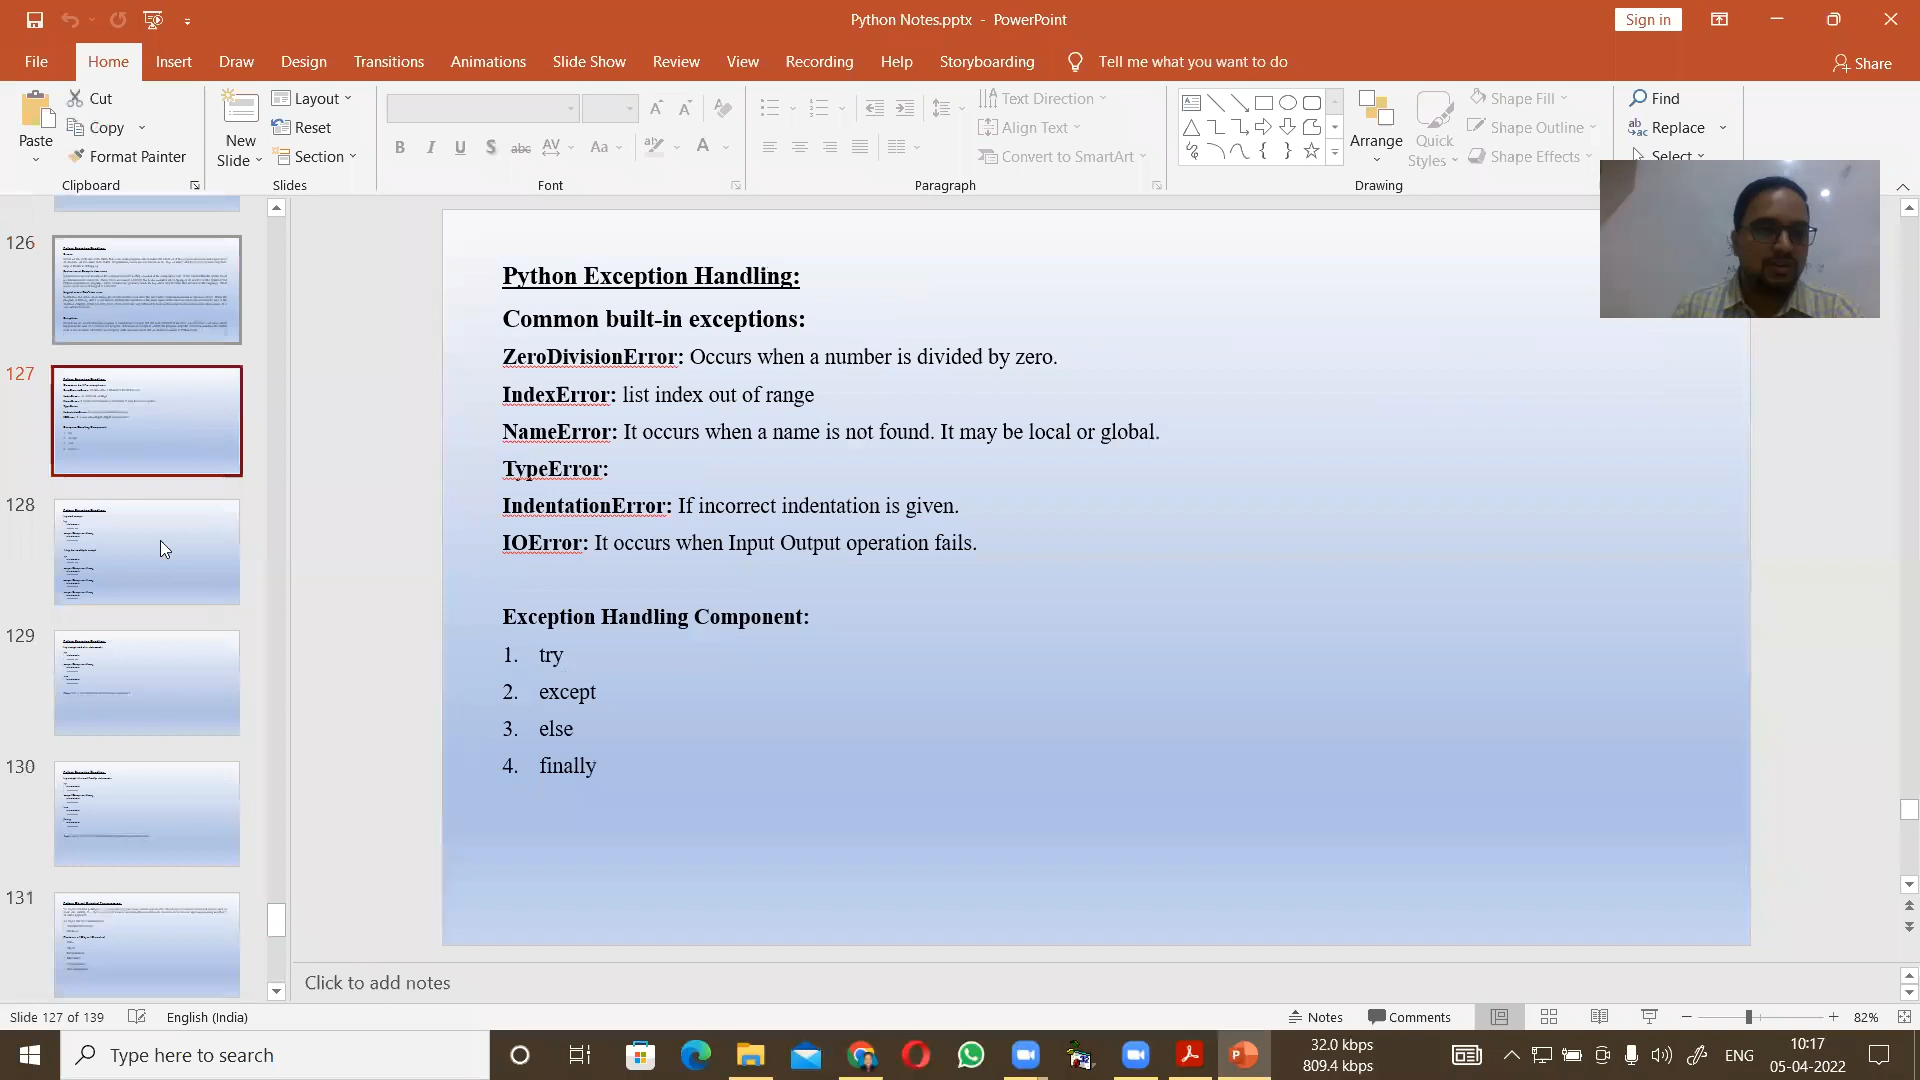 Python Notes.pptx - PowerPoint
Sign in
File Home Insert Draw Design Transitions Animations Slide Show Review View Recording Help Storyboarding Tell me what you want to do Share
Paste
Cut
Copy
Format Painter
Clipboard
New Slide
Layout
Reset
Section
Slides
B I U S abc AV Aa A
Font
Text Direction
Align Text
Convert to SmartArt
Paragraph
Arrange
Quick Styles
Shape Fill
Shape Outline
Shape Effects
Drawing
Find
Replace
Select
126
127
128
129
130
131
Python Exception Handling:
Common built-in exceptions:
ZeroDivisionError: Occurs when a number is divided by zero.
IndexError: list index out of range
NameError: It occurs when a name is not found. It may be local or global.
TypeError:
IndentationError: If incorrect indentation is given.
IOError: It occurs when Input Output operation fails.
Exception Handling Component:
1. try
2. except
3. else
4. finally
Click to add notes
Slide 127 of 139 English (India) Notes Comments 82%
Type here to search
32.0 kbps
809.4 kbps
ENG
10:17
05-04-2022